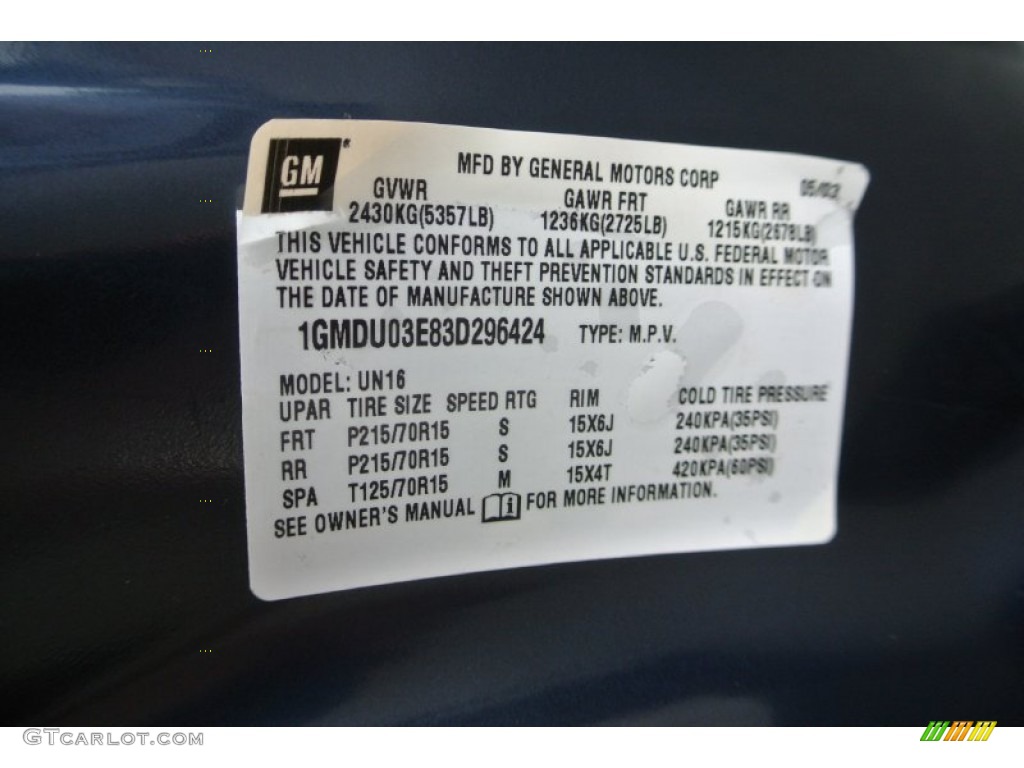 GM
MFD BY GENERAL MOTORS CORP 05/03
GVWR GAWR FRT GAWR RR
2430KG(5357LB) 1236KG(2725LB) 1215KG(2678LB)
THIS VEHICLE CONFORMS TO ALL APPLICABLE U.S. FEDERAL MOTOR
VEHICLE SAFETY AND THEFT PREVENTION STANDARDS IN EFFECT ON
THE DATE OF MANUFACTURE SHOWN ABOVE.
1GMDU03E83D296424 TYPE: M.P.V.
MODEL: UN16
UPAR TIRE SIZE SPEED RTG RIM COLD TIRE PRESSURE
FRT P215/70R15 S 15X6J 240KPA(35PSI)
RR P215/70R15 S 15X6J 240KPA(35PSI)
SPA T125/70R15 M 15X4T 420KPA(60PSI)
SEE OWNER'S MANUAL i FOR MORE INFORMATION.
GTCarLot.com